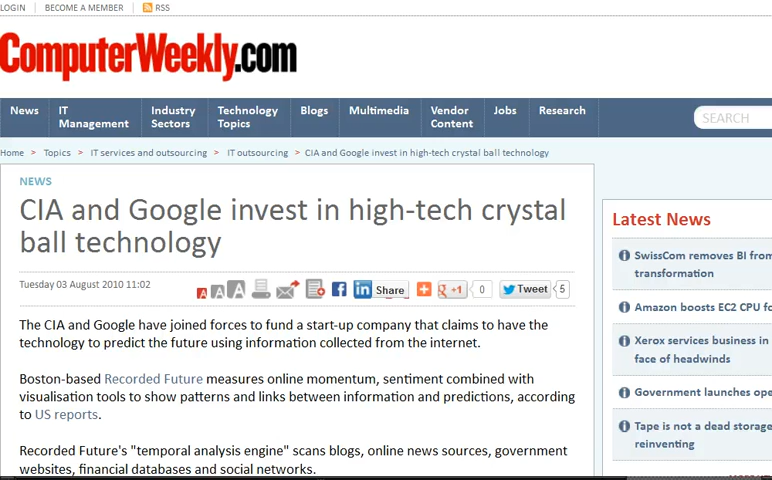 LOGIN BECOME A MEMBER RSS
ComputerWeekly.com
News IT Management Industry Sectors Technology Topics Blogs Multimedia Vendor Content Jobs Research SEARCH
Home > Topics > IT services and outsourcing > IT outsourcing > CIA and Google invest in high-tech crystal ball technology
NEWS
CIA and Google invest in high-tech crystal
ball technology
Tuesday 03 August 2010 11:02
A A A Share +1 0 Tweet 5
The CIA and Google have joined forces to fund a start-up company that claims to have the
technology to predict the future using information collected from the internet.
Boston-based Recorded Future measures online momentum, sentiment combined with
visualisation tools to show patterns and links between information and predictions, according
to US reports.
Recorded Future's "temporal analysis engine" scans blogs, online news sources, government
websites, financial databases and social networks.
Latest News
SwissCom removes BI from
transformation
Amazon boosts EC2 CPU fo
Xerox services business in
face of headwinds
Government launches ope
Tape is not a dead storage
reinventing